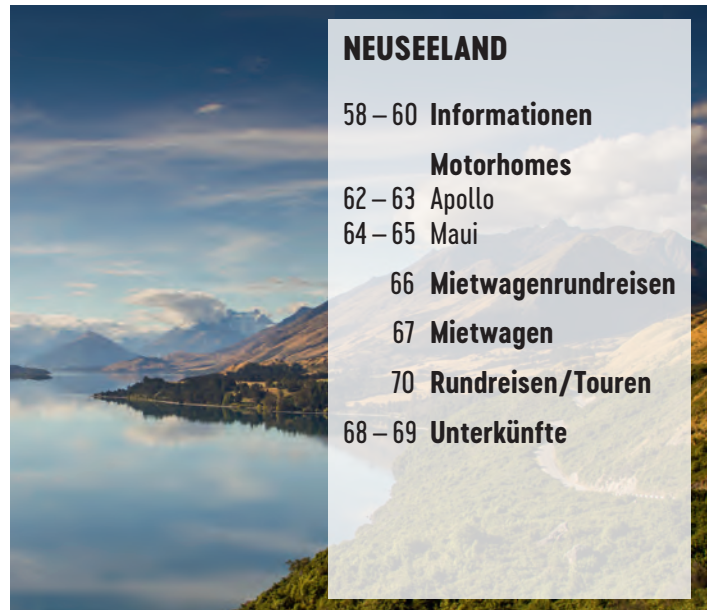 NEUSEELAND
58 – 60 Informationen
Motorhomes
62 – 63 Apollo
64 – 65 Maui
66 Mietwagenrundreisen
67 Mietwagen
70 Rundreisen/Touren
68 – 69 Unterkünfte